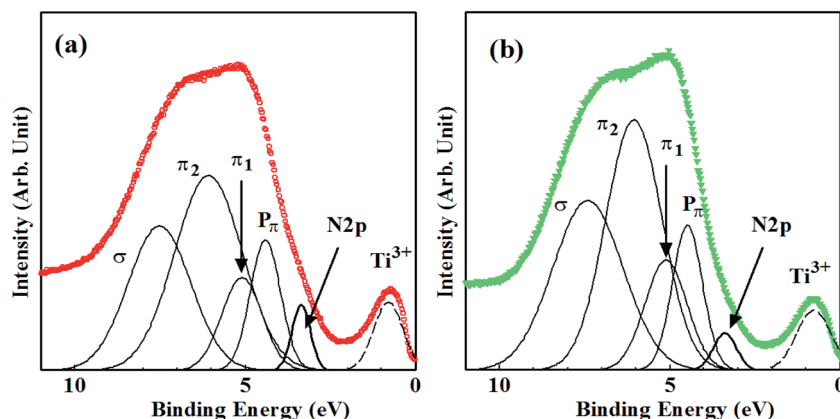 (a)
π₂
π₁
σ
Pπ
N2p
Ti³⁺
Intensity (Arb. Unit)
10
5
0
Binding Energy (eV)
(b)
π₂
π₁
σ
Pπ
N2p
Ti³⁺
Intensity (Arb. Unit)
10
5
0
Binding Energy (eV)